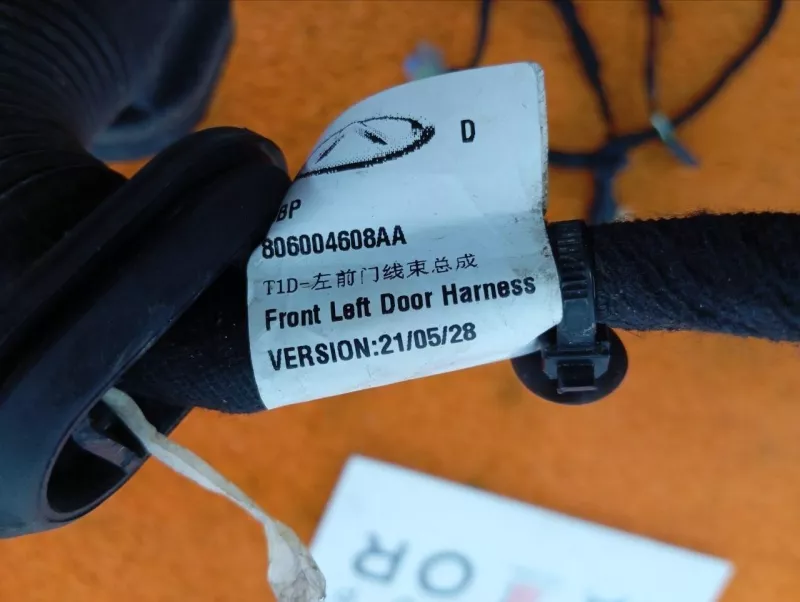 D
BP
806004608AA
T1D-左前门线束总成
Front Left Door Harness
VERSION:21/05/28
OR